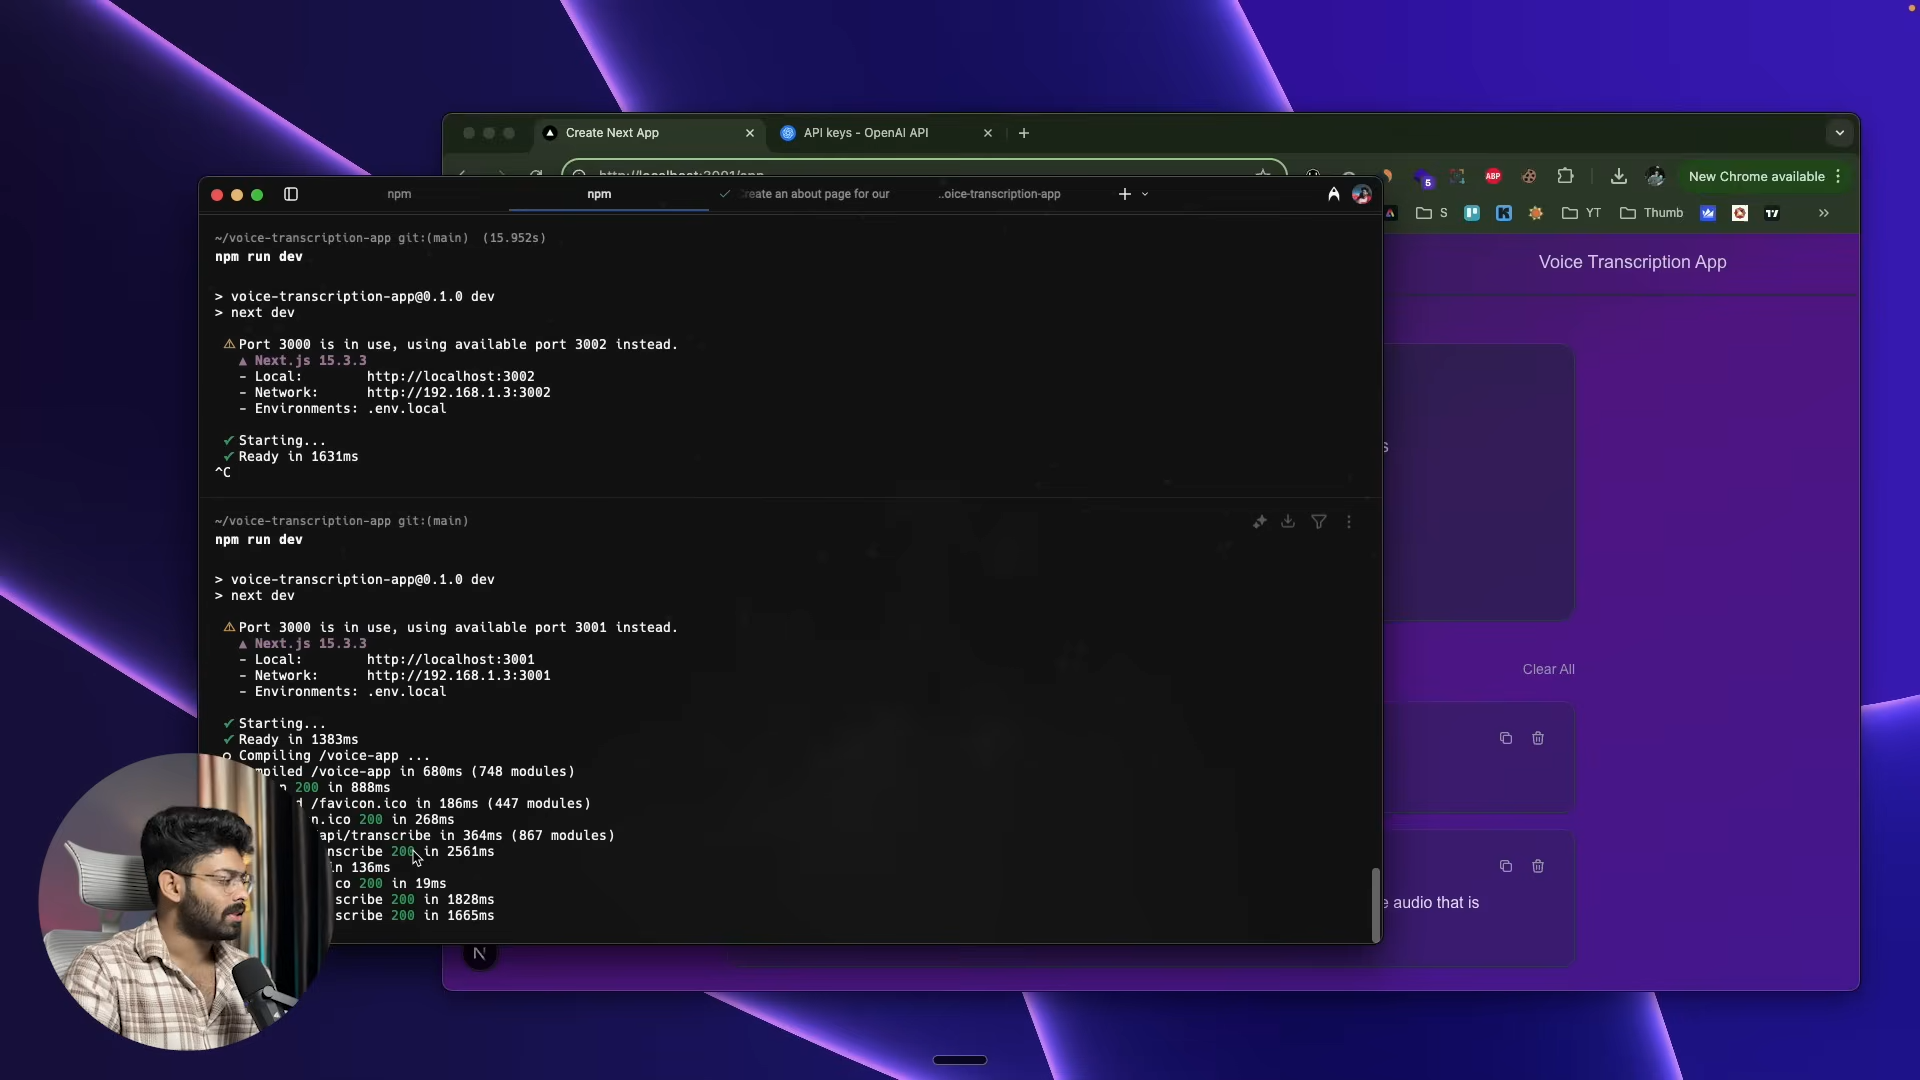 Create Next App
API keys - OpenAI API
New Chrome available
5
ABP
S
YT
Thumb
npm
npm
reate an about page for our
..oice-transcription-app
~/voice-transcription-app git:(main) (15.952s)
npm run dev
> voice-transcription-app@0.1.0 dev
> next dev
⚠ Port 3000 is in use, using available port 3002 instead.
▲ Next.js 15.3.3
- Local: http://localhost:3002
- Network: http://192.168.1.3:3002
- Environments: .env.local
✓ Starting...
✓ Ready in 1631ms
^C
~/voice-transcription-app git:(main)
npm run dev
> voice-transcription-app@0.1.0 dev
> next dev
⚠ Port 3000 is in use, using available port 3001 instead.
▲ Next.js 15.3.3
- Local: http://localhost:3001
- Network: http://192.168.1.3:3001
- Environments: .env.local
✓ Starting...
✓ Ready in 1383ms
○ Compiling /voice-app ...
mpiled /voice-app in 680ms (748 modules)
p 200 in 888ms
d /favicon.ico in 186ms (447 modules)
n.ico 200 in 268ms
api/transcribe in 364ms (867 modules)
nscribe 200 in 2561ms
in 136ms
co 200 in 19ms
scribe 200 in 1828ms
scribe 200 in 1665ms
Voice Transcription App
s
Clear All
e audio that is
N